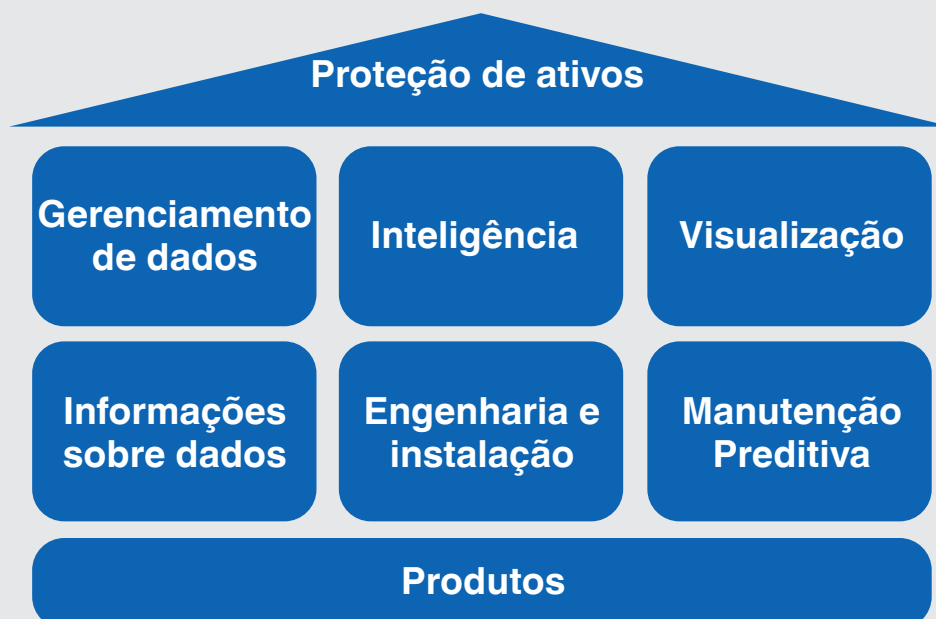 Proteção de ativos
Gerenciamento
de dados
Inteligência
Visualização
Informações
sobre dados
Engenharia e
instalação
Manutenção
Preditiva
Produtos